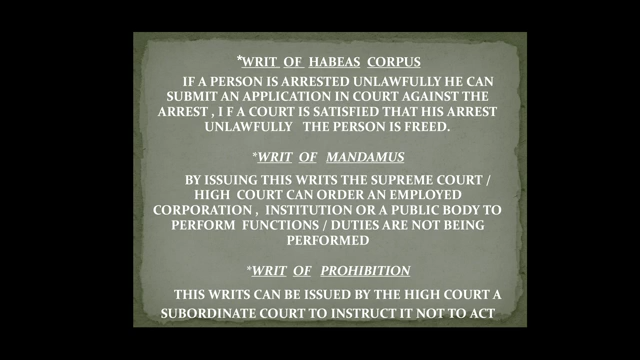 *WRIT OF HABEAS CORPUS
IF A PERSON IS ARRESTED UNLAWFULLY HE CAN
SUBMIT AN APPLICATION IN COURT AGAINST THE
ARREST , I F A COURT IS SATISFIED THAT HIS ARREST
UNLAWFULLY THE PERSON IS FREED.
*WRIT OF MANDAMUS
BY ISSUING THIS WRITS THE SUPREME COURT /
HIGH COURT CAN ORDER AN EMPLOYED
CORPORATION , INSTITUTION OR A PUBLIC BODY TO
PERFORM FUNCTIONS / DUTIES ARE NOT BEING
PERFORMED
*WRIT OF PROHIBITION
THIS WRITS CAN BE ISSUED BY THE HIGH COURT A
SUBORDINATE COURT TO INSTRUCT IT NOT TO ACT